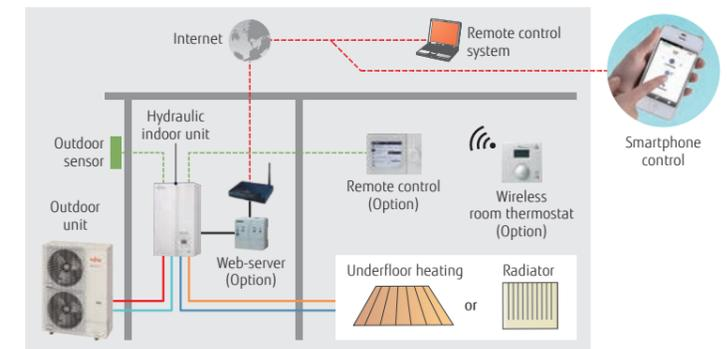 Internet
Remote control
system
Smartphone
control
Hydraulic
indoor unit
Outdoor
sensor
Outdoor
unit
Web-server
(Option)
Remote control
(Option)
Wireless
room thermostat
(Option)
Underfloor heating
or
Radiator